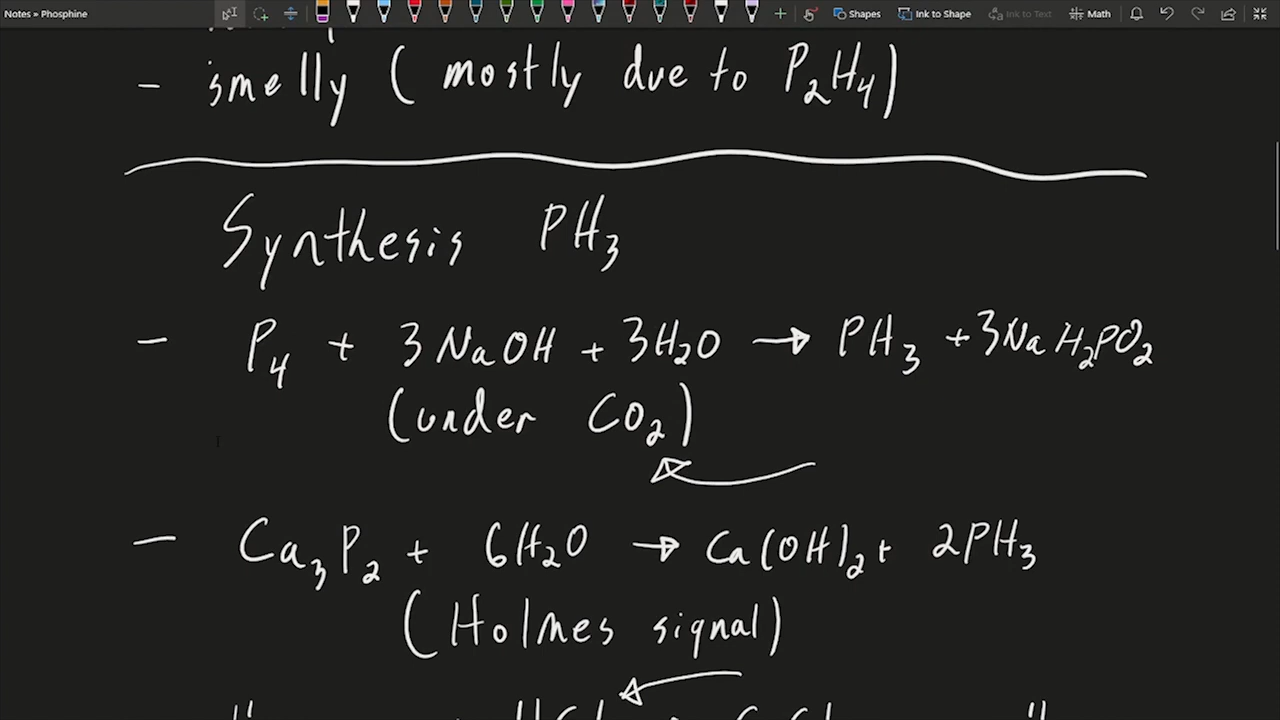 Notes » Phosphine
Shapes
Ink to Shape
Ink to Text
Math
- smelly (mostly due to P₂H₄)
Synthesis PH₃
- P₄ + 3NaOH + 3H₂O → PH₃ + 3NaH₂PO₂
(under CO₂)
- Ca₃P₂ + 6H₂O → Ca(OH)₂ + 2PH₃
(Holmes signal)